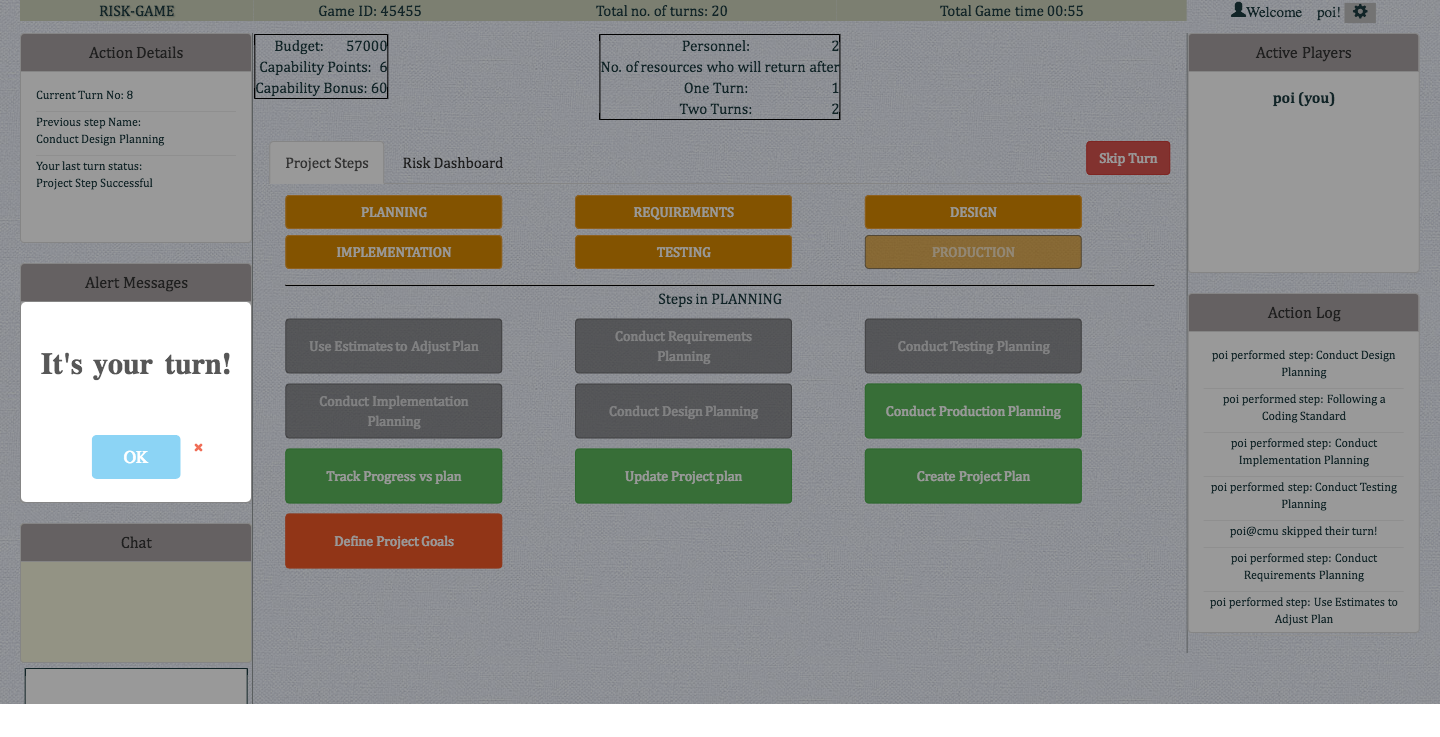 RISK-GAME
Game ID: 45455
Total no. of turns: 20
Total Game time 00:55
Welcome poi!
Action Details
Current Turn No: 8
Previous step Name:
Conduct Design Planning
Your last turn status:
Project Step Successful
Budget: 57000
Capability Points: 6
Capability Bonus: 60
Personnel: 2
No. of resources who will return after
One Turn: 1
Two Turns: 2
Project Steps
Risk Dashboard
Skip Turn
PLANNING
REQUIREMENTS
DESIGN
IMPLEMENTATION
TESTING
PRODUCTION
Steps in PLANNING
Use Estimates to Adjust Plan
Conduct Requirements
Planning
Conduct Testing Planning
Conduct Implementation
Planning
Conduct Design Planning
Conduct Production Planning
Track Progress vs plan
Update Project plan
Create Project Plan
Define Project Goals
Alert Messages
It's your turn!
OK
Chat
Active Players
poi (you)
Action Log
poi performed step: Conduct Design
Planning
poi performed step: Following a
Coding Standard
poi performed step: Conduct
Implementation Planning
poi performed step: Conduct Testing
Planning
poi@cmu skipped their turn!
poi performed step: Conduct
Requirements Planning
poi performed step: Use Estimates to
Adjust Plan